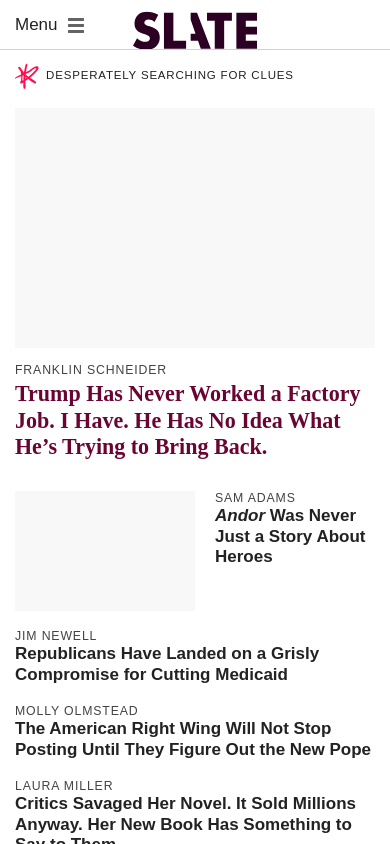 Menu
SLATE
DESPERATELY SEARCHING FOR CLUES
FRANKLIN SCHNEIDER
Trump Has Never Worked a Factory
Job. I Have. He Has No Idea What
He’s Trying to Bring Back.
SAM ADAMS
Andor Was Never
Just a Story About
Heroes
JIM NEWELL
Republicans Have Landed on a Grisly
Compromise for Cutting Medicaid
MOLLY OLMSTEAD
The American Right Wing Will Not Stop
Posting Until They Figure Out the New Pope
LAURA MILLER
Critics Savaged Her Novel. It Sold Millions
Anyway. Her New Book Has Something to
Say to Them.